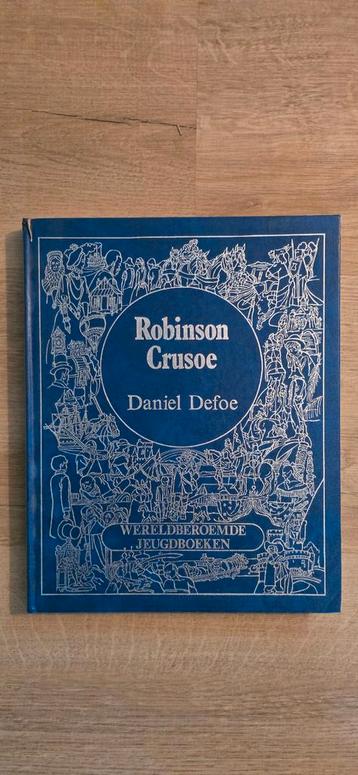 Robinson
Crusoe
Daniel Defoe
WERELDBEROEMDE
JEUGDBOEKEN